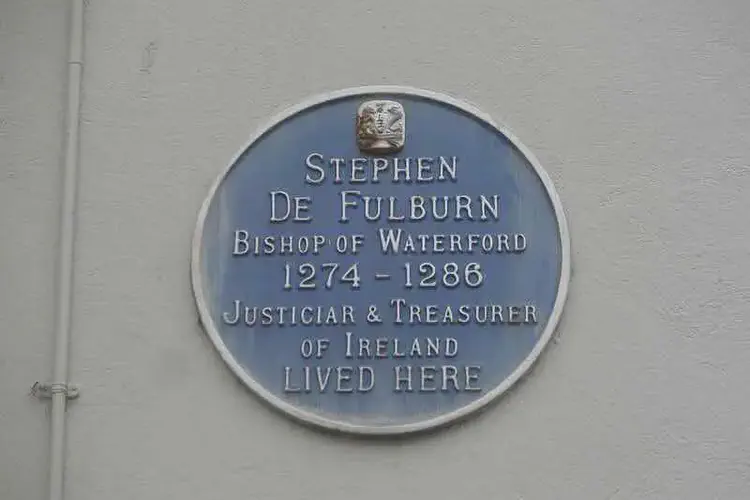 Stephen
De Fulburn
Bishop of Waterford
1274 - 1286
Justiciar & Treasurer
of Ireland
LIVED HERE